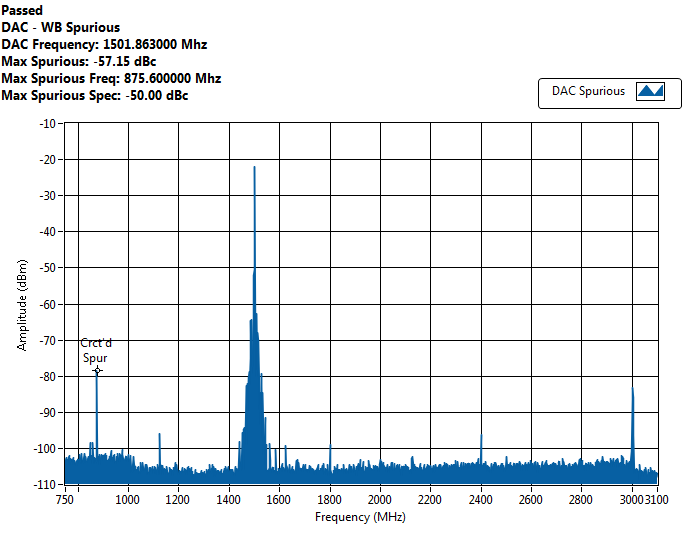 Passed
DAC - WB Spurious
DAC Frequency: 1501.863000 Mhz
Max Spurious: -57.15 dBc
Max Spurious Freq: 875.600000 Mhz
Max Spurious Spec: -50.00 dBc
DAC Spurious
-10
-20
-30
-40
-50
-60
-70
-80
-90
-100
-110
Amplitude (dBm)
Crct'd
Spur
750 1000 1200 1400 1600 1800 2000 2200 2400 2600 2800 3000 3100
Frequency (MHz)